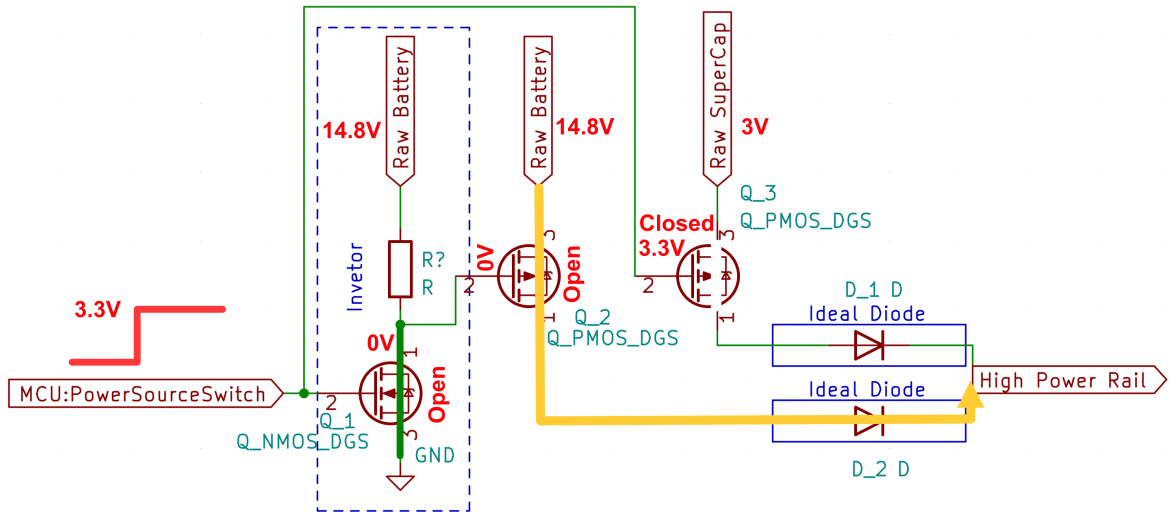 Raw Battery
14.8V
Raw Battery
14.8V
Raw SuperCap
3V
Q_3
Q_PMOS_DGS
Closed
3.3V
3
2
1
Invetor
R?
R
0V
2
3
Open
1
Q_2
Q_PMOS_DGS
D_1 D
Ideal Diode
3.3V
0V
1
MCU:PowerSourceSwitch
2
Open
Q_1
Q_NMOS_DGS
3
GND
High Power Rail
Ideal Diode
D_2 D